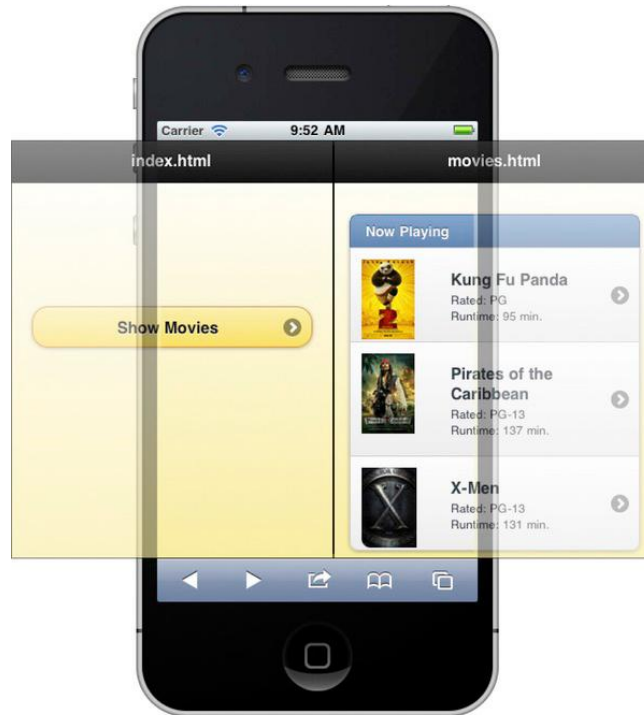 Carrier 9:52 AM
index.html
movies.html
Show Movies
Now Playing
Kung Fu Panda
Rated: PG
Runtime: 95 min.
2
Pirates of the
Caribbean
Rated: PG-13
Runtime: 137 min.
X-Men
Rated: PG-13
Runtime: 131 min.
X